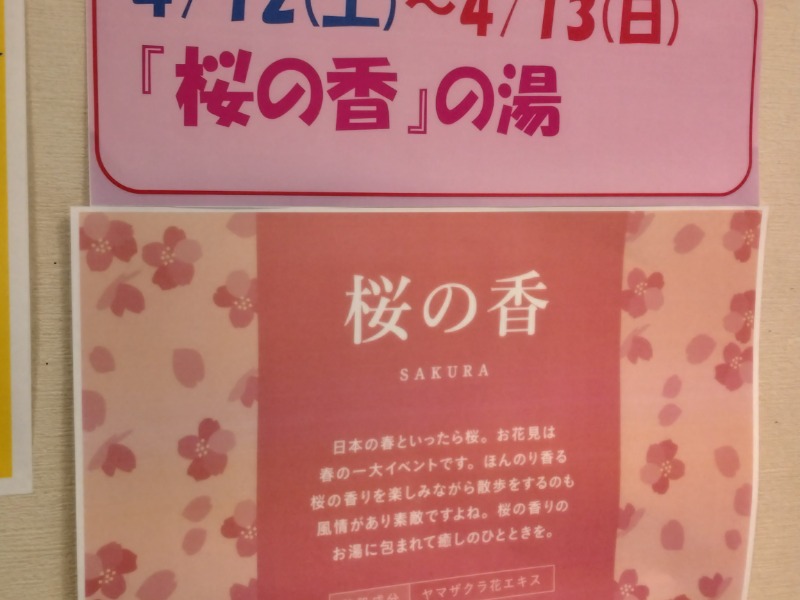 4/12(土)～4/13(日)
『桜の香』の湯
桜の香
SAKURA
日本の春といったら桜。お花見は
春の一大イベントです。ほんのり香る
桜の香りを楽しみながら散歩をするのも
風情があり素敵ですよね。桜の香りの
お湯に包まれて癒しのひとときを。
ヤマザクラ花エキス